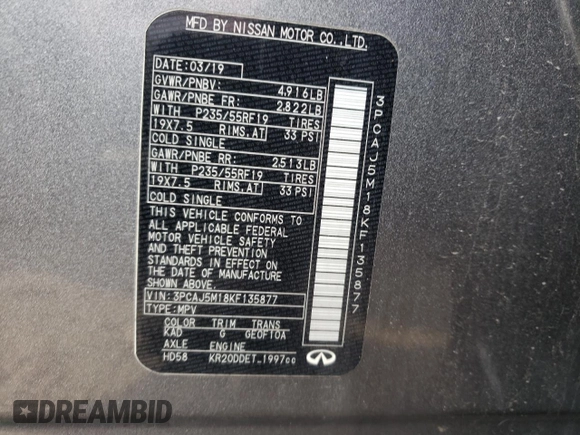 MFD BY NISSAN MOTOR CO.,LTD.
DATE:03/19
GVWR/PNBV: 4,916LB
GAWR/PNBE FR: 2,822LB
WITH P235/55RF19 TIRES
19X7.5 RIMS,AT 33 PSI
COLD SINGLE
GAWR/PNBE RR: 2,513LB
WITH P235/55RF19 TIRES
19X7.5 RIMS,AT 33 PSI
COLD SINGLE
THIS VEHICLE CONFORMS TO
ALL APPLICABLE FEDERAL
MOTOR VEHICLE SAFETY
AND THEFT PREVENTION
STANDARDS IN EFFECT ON
THE DATE OF MANUFACTURE
SHOWN ABOVE.
VIN:3PCAJ5M18KF135877
TYPE:MPV
COLOR TRIM TRANS
KAD G GEOF10A
AXLE ENGINE
HD58 KR20DDET-1997cc
3PCAJ5M18KF135877
DREAMBID